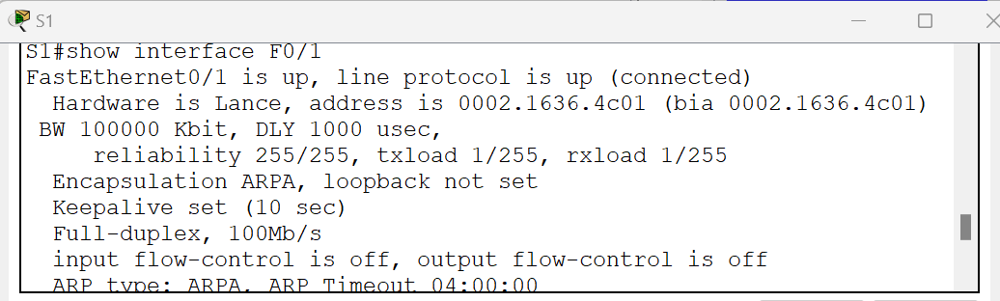 S1
S1#show interface F0/1
FastEthernet0/1 is up, line protocol is up (connected)
Hardware is Lance, address is 0002.1636.4c01 (bia 0002.1636.4c01)
BW 100000 Kbit, DLY 1000 usec,
reliability 255/255, txload 1/255, rxload 1/255
Encapsulation ARPA, loopback not set
Keepalive set (10 sec)
Full-duplex, 100Mb/s
input flow-control is off, output flow-control is off
ARP type: ARPA, ARP Timeout 04:00:00